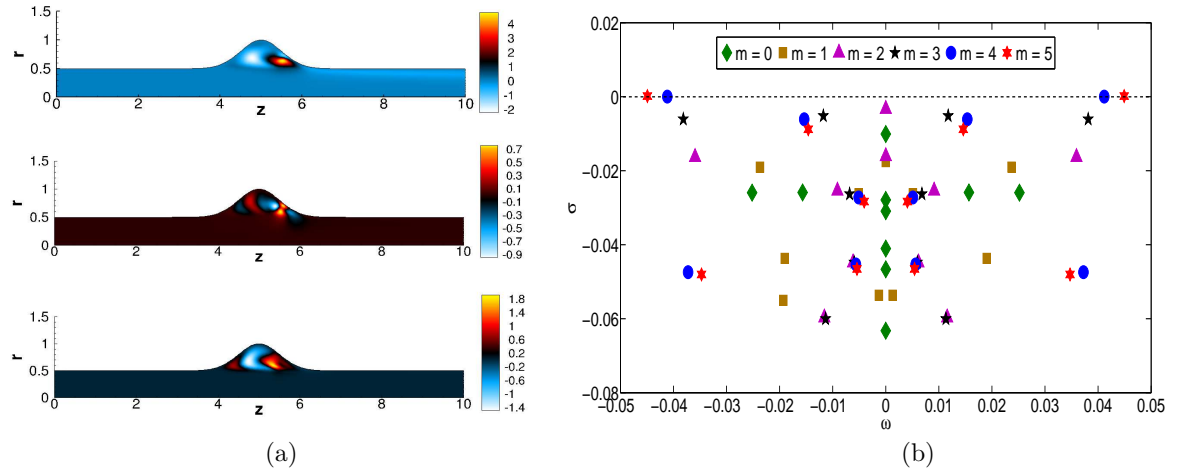 1.5
1
0.5
0
r
0 2 4 6 8 10
z
4
3
2
1
0
-1
-2
1.5
1
0.5
0
r
0 2 4 6 8 10
z
0.7
0.5
0.3
0.1
-0.1
-0.3
-0.5
-0.7
-0.9
1.5
1
0.5
0
r
0 2 4 6 8 10
z
1.8
1.4
1
0.6
0.2
-0.2
-0.6
-1
-1.4
(a)
0.02
0
−0.02
−0.04
−0.06
−0.08
σ
m = 0 m = 1 m = 2 m = 3 m = 4 m = 5
−0.05 −0.04 −0.03 −0.02 −0.01 0 0.01 0.02 0.03 0.04 0.05
ω
(b)